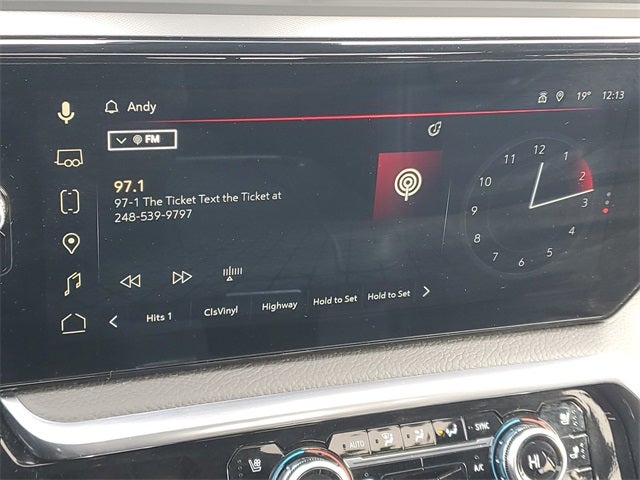 Andy
19° 12:13
FM
97.1
97-1 The Ticket Text the Ticket at
248-539-9797
Hits 1 ClsVinyl Highway Hold to Set Hold to Set
12
1
2
3
4
5
6
7
8
9
10
11
AUTO
SYNC
A/C
HI